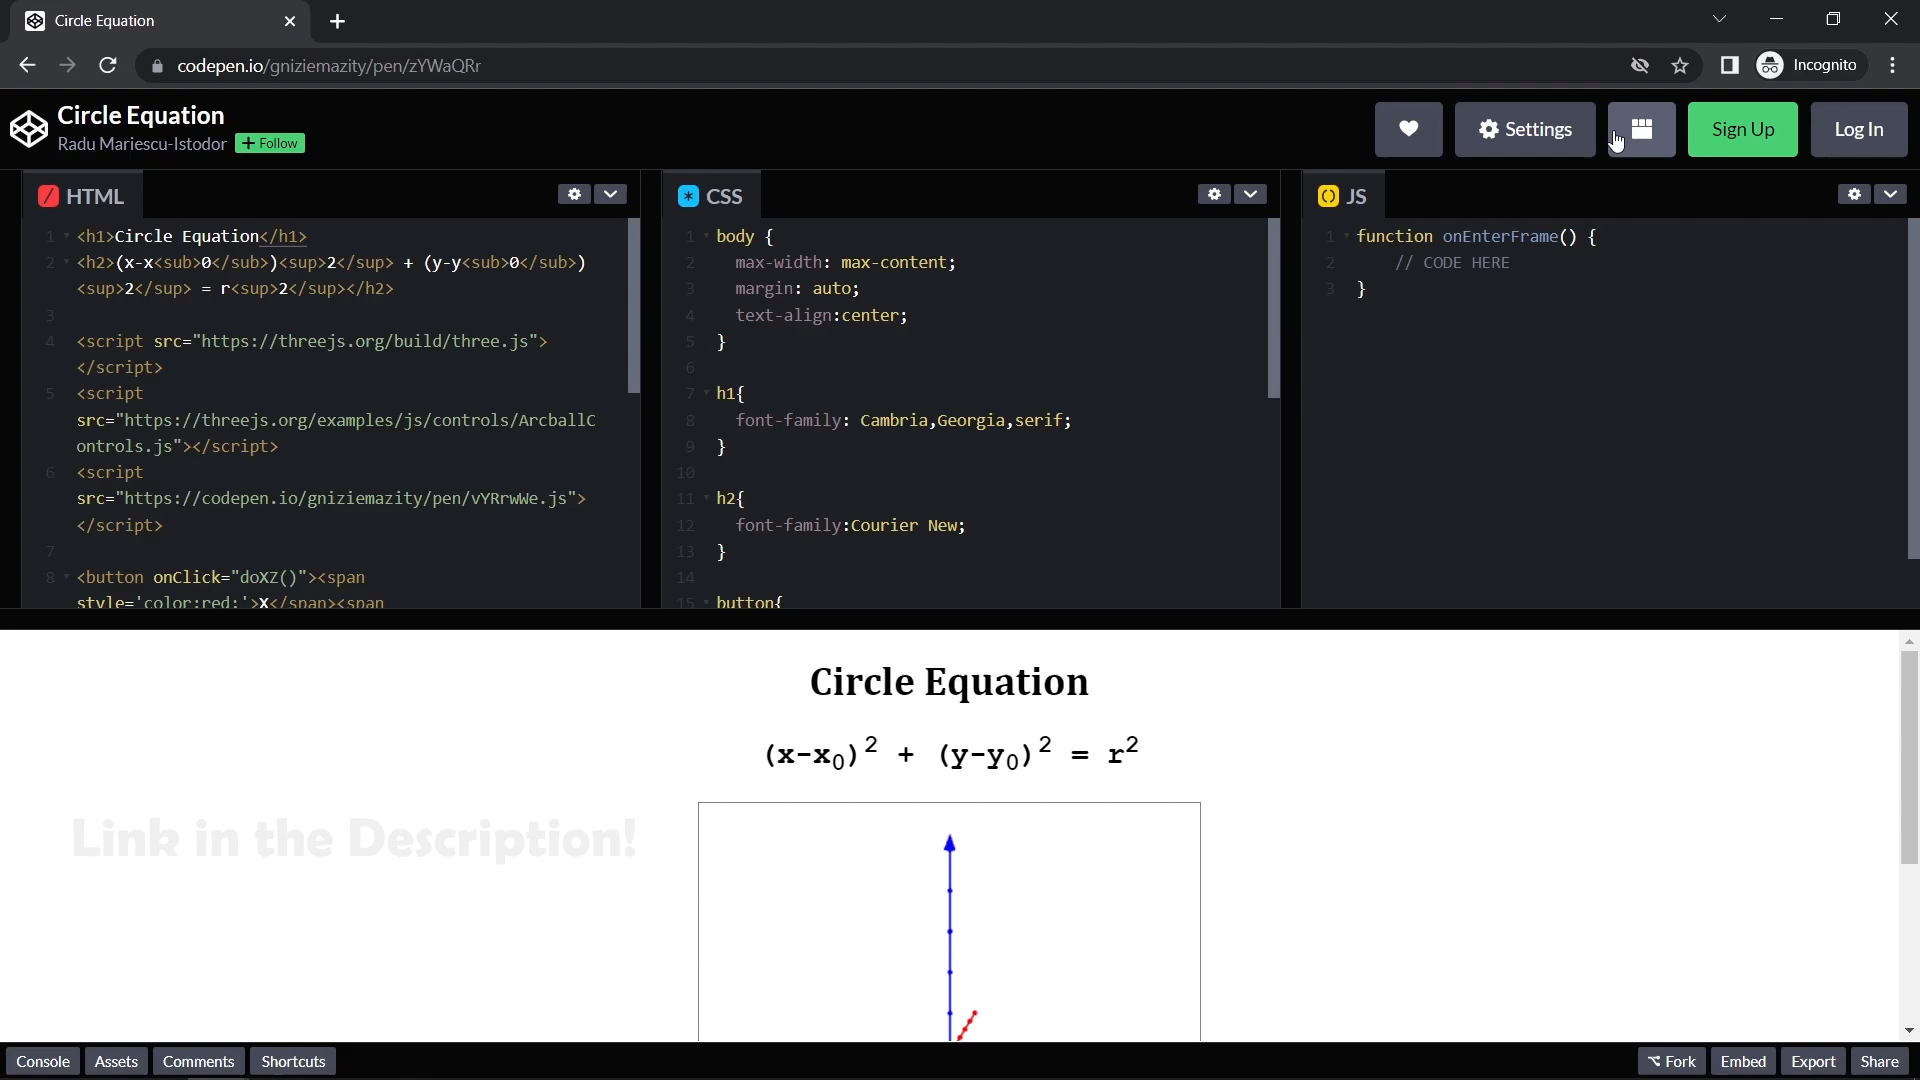 Circle Equation
codepen.io/gniziemazity/pen/zYWaQRr
Incognito
Circle Equation
Radu Mariescu-Istodor + Follow
Settings
Sign Up
Log In
HTML
1 <h1>Circle Equation</h1>
2 <h2>(x-x<sub>0</sub>)<sup>2</sup> + (y-y<sub>0</sub>)
<sup>2</sup> = r<sup>2</sup></h2>
3
4 <script src="https://threejs.org/build/three.js">
</script>
5 <script
src="https://threejs.org/examples/js/controls/ArcballC
ontrols.js"></script>
6 <script
src="https://codepen.io/gniziemazity/pen/vYRrwWe.js">
</script>
7
8 <button onClick="doXZ()"><span
style='color:red;'>X</span><span
CSS
1 body {
2 max-width: max-content;
3 margin: auto;
4 text-align:center;
5 }
6
7 h1{
8 font-family: Cambria,Georgia,serif;
9 }
10
11 h2{
12 font-family:Courier New;
13 }
14
15 button{
JS
1 function onEnterFrame() {
2 // CODE HERE
3 }
Circle Equation
(x-x₀)² + (y-y₀)² = r²
Link in the Description!
Console
Assets
Comments
Shortcuts
Fork
Embed
Export
Share